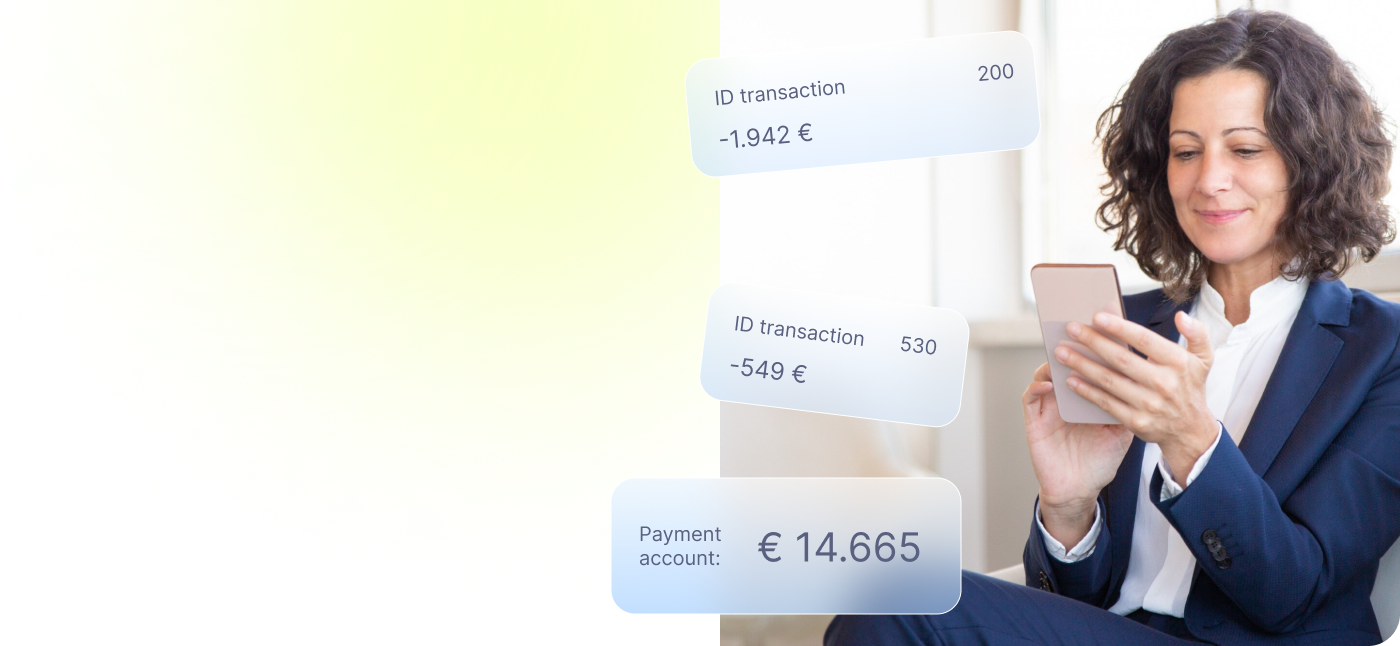 ID transaction 200
-1.942 €
ID transaction 530
-549 €
Payment
account:
€ 14.665